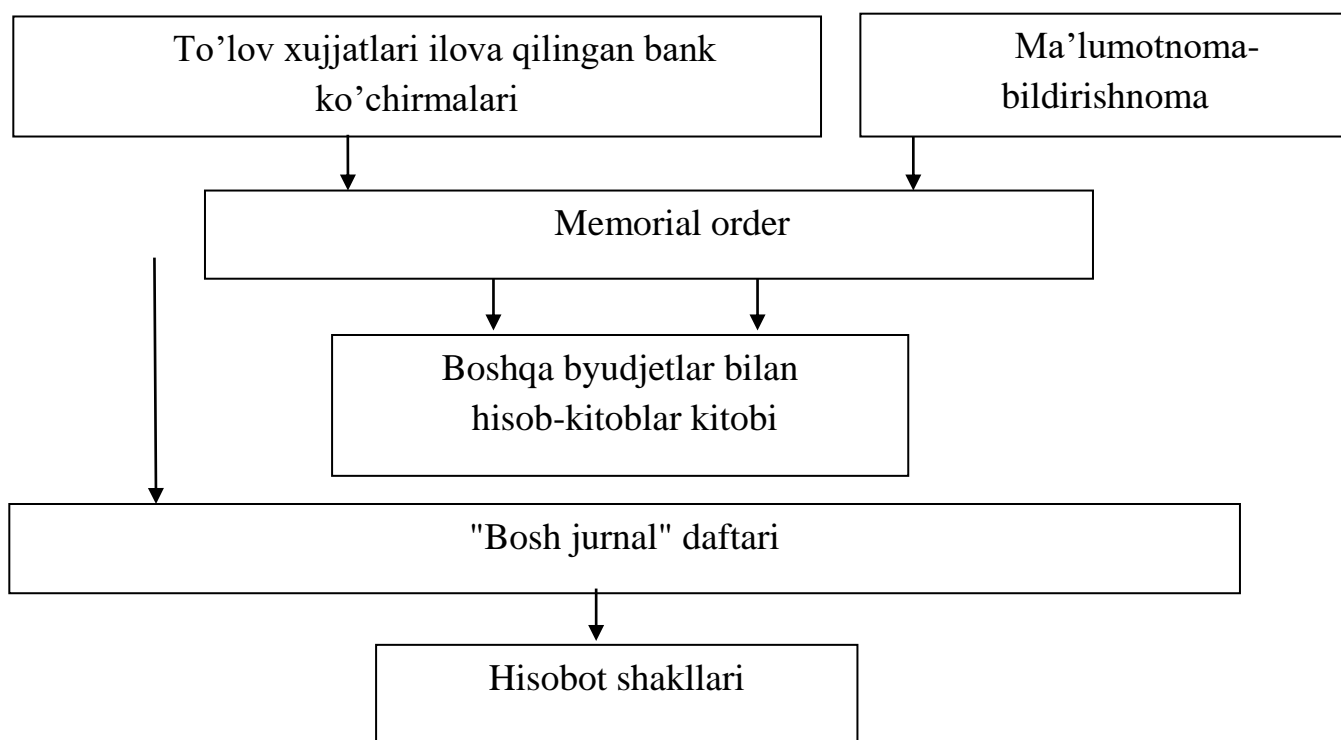 To’lov xujjatlari ilova qilingan bank
ko’chirmalari
Ma’lumotnoma-
bildirishnoma
Memorial order
Boshqa byudjetlar bilan
hisob-kitoblar kitobi
"Bosh jurnal" daftari
Hisobot shakllari